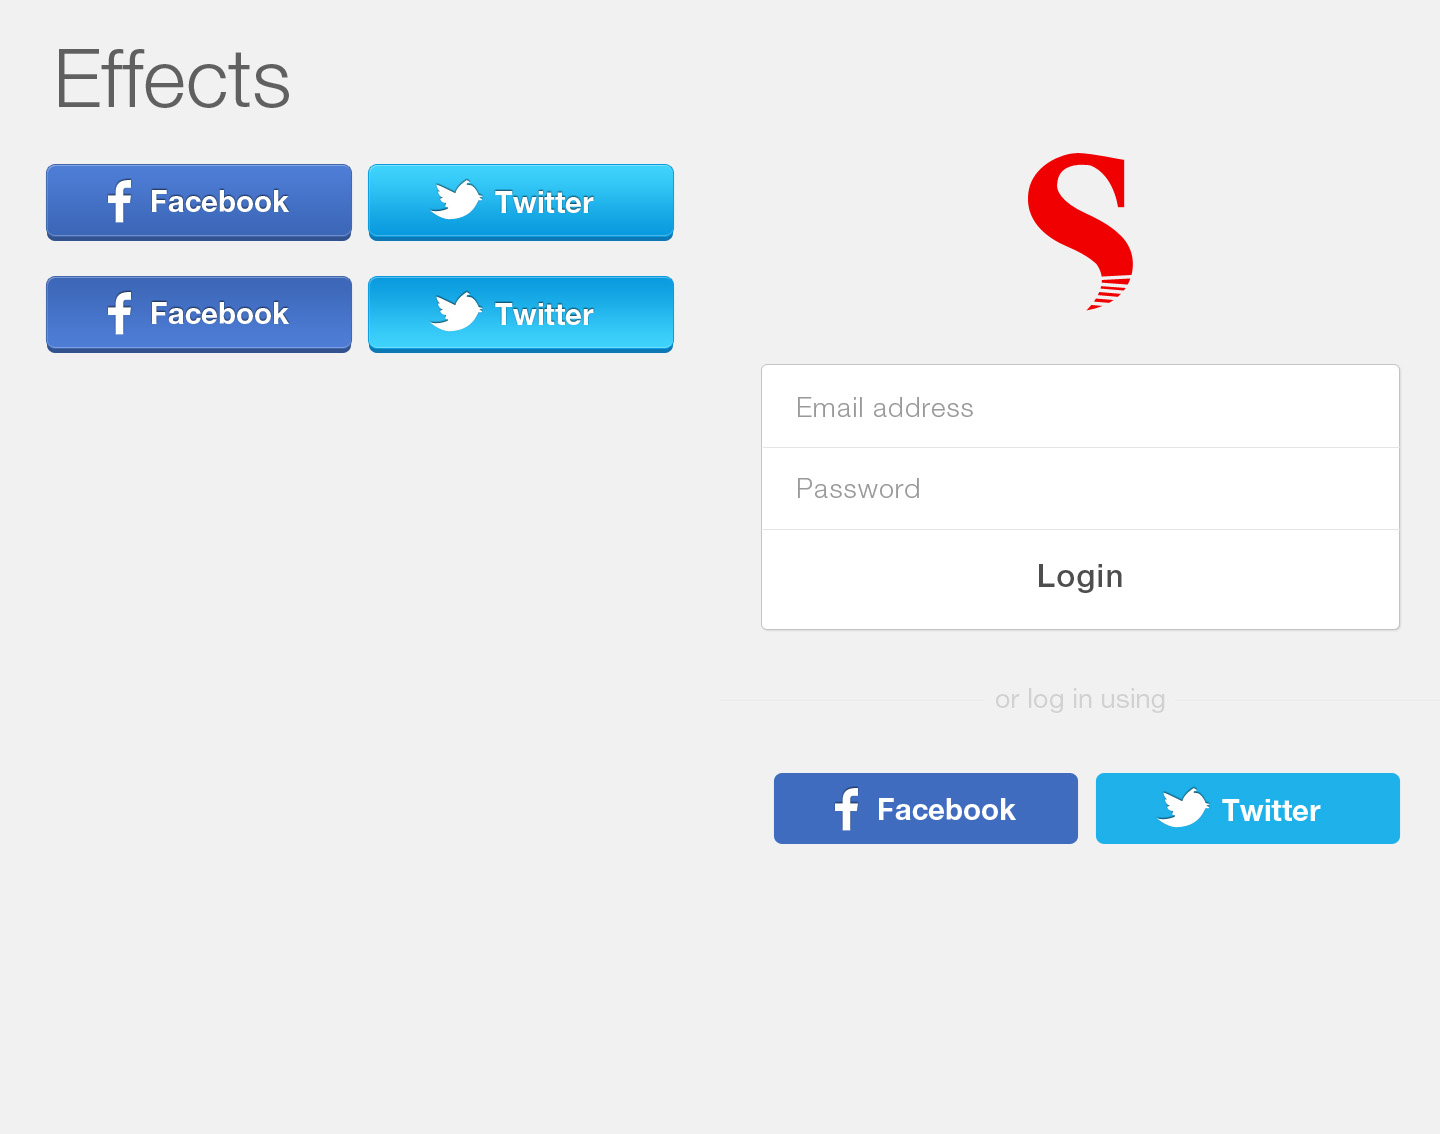 Effects
Facebook
Twitter
Facebook
Twitter
S
Email address
Password
Login
or log in using
Facebook
Twitter